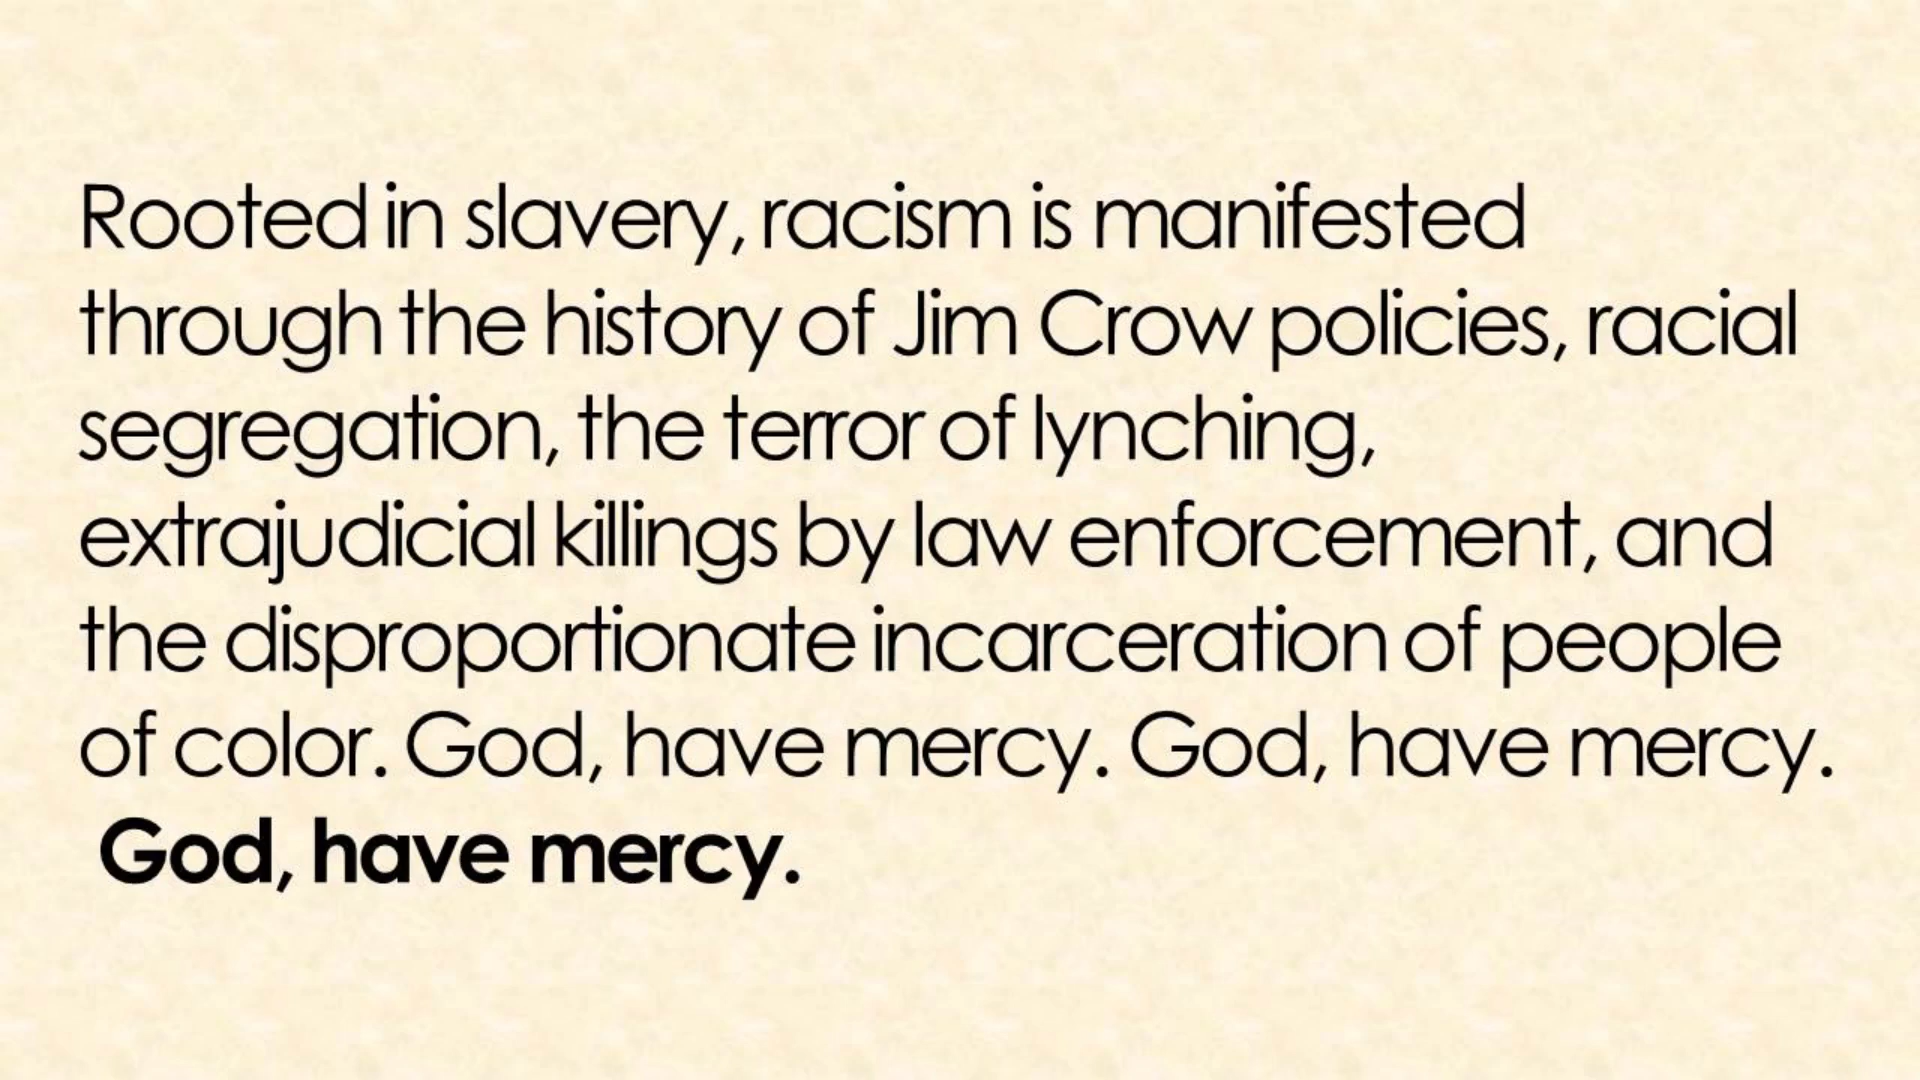 Rooted in slavery, racism is manifested
through the history of Jim Crow policies, racial
segregation, the terror of lynching,
extrajudicial killings by law enforcement, and
the disproportionate incarceration of people
of color. God, have mercy. God, have mercy.
God, have mercy.